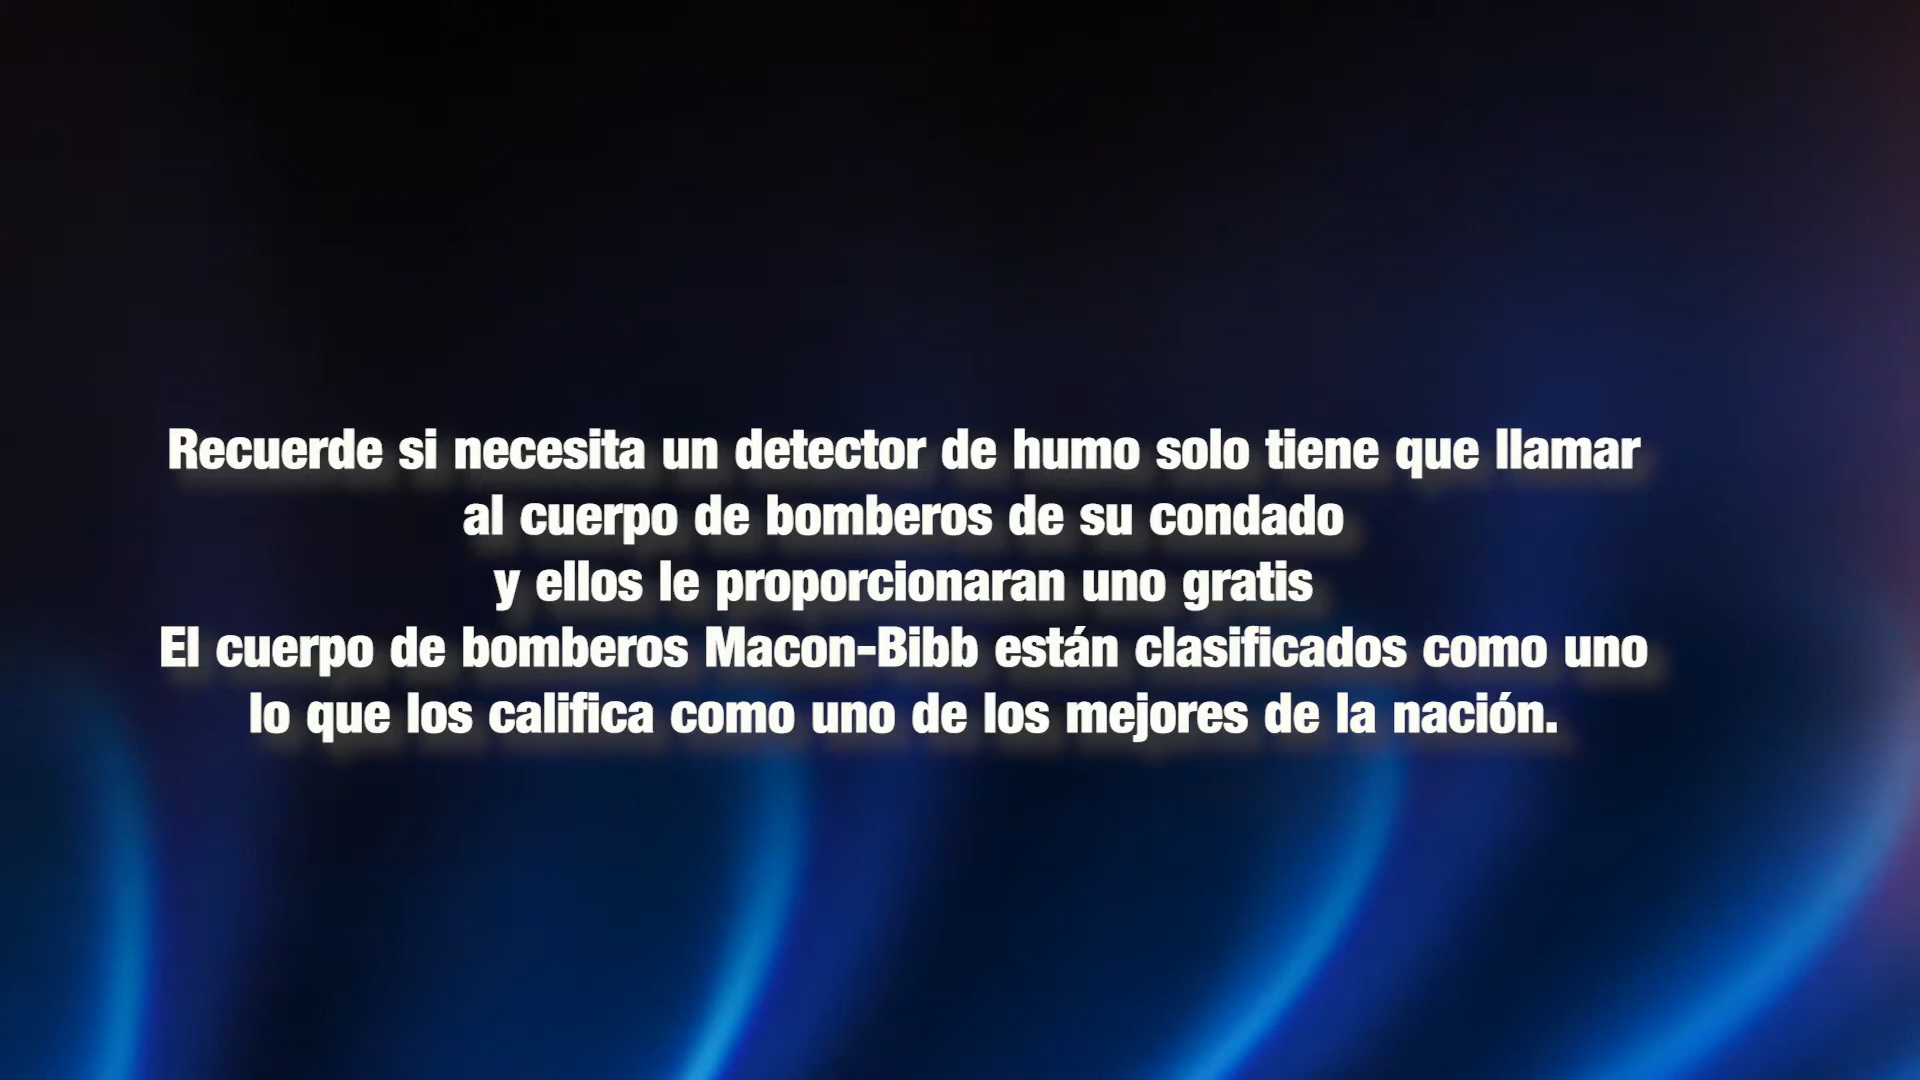 Recuerde si necesita un detector de humo solo tiene que llamar
al cuerpo de bomberos de su condado
y ellos le proporcionaran uno gratis
El cuerpo de bomberos Macon-Bibb están clasificados como uno
lo que los califica como uno de los mejores de la nación.